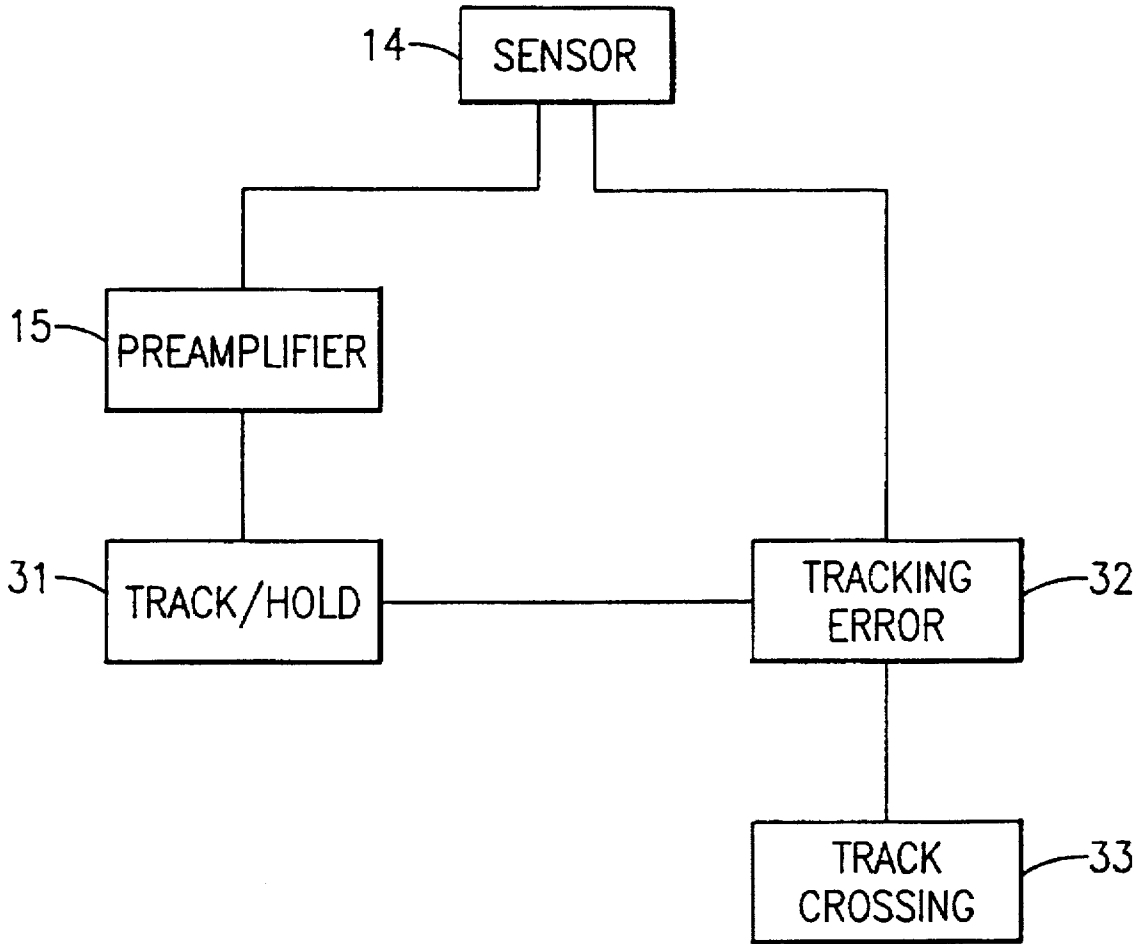 14
SENSOR
15
PREAMPLIFIER
31
TRACK/HOLD
TRACKING
ERROR
32
TRACK
CROSSING
33